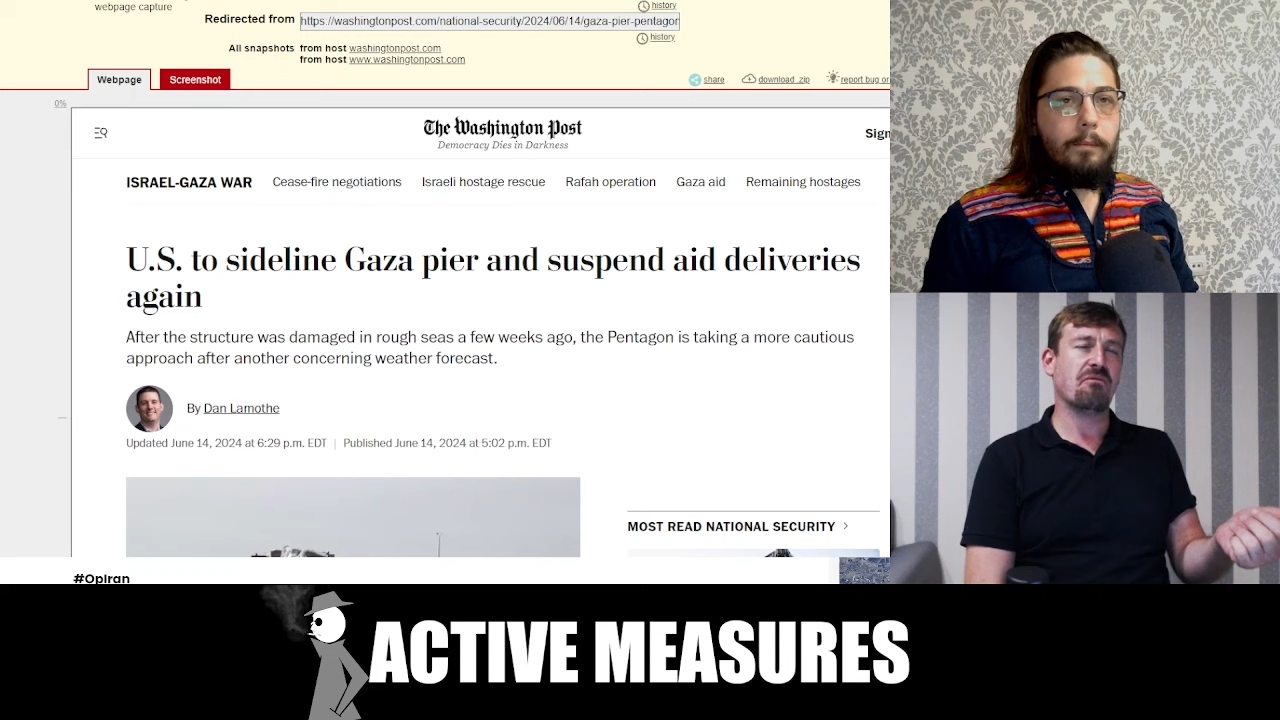 webpage capture
history
Redirected from
https://washingtonpost.com/national-security/2024/06/14/gaza-pier-pentagon
history
All snapshots from host washingtonpost.com
from host www.washingtonpost.com
Webpage Screenshot
share download .zip report bug or
0%
The Washington Post
Democracy Dies in Darkness
Sign
ISRAEL-GAZA WAR Cease-fire negotiations Israeli hostage rescue Rafah operation Gaza aid Remaining hostages
U.S. to sideline Gaza pier and suspend aid deliveries
again
After the structure was damaged in rough seas a few weeks ago, the Pentagon is taking a more cautious
approach after another concerning weather forecast.
By Dan Lamothe
Updated June 14, 2024 at 6:29 p.m. EDT | Published June 14, 2024 at 5:02 p.m. EDT
MOST READ NATIONAL SECURITY >
#OpIran
ACTIVE MEASURES